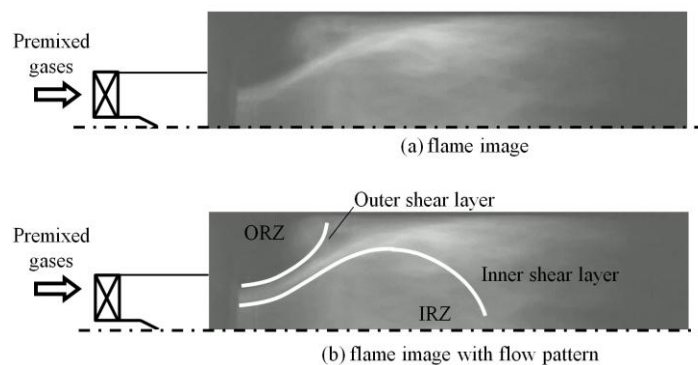 Premixed
gases
(a) flame image
Outer shear layer
ORZ
Premixed
gases
Inner shear layer
IRZ
(b) flame image with flow pattern